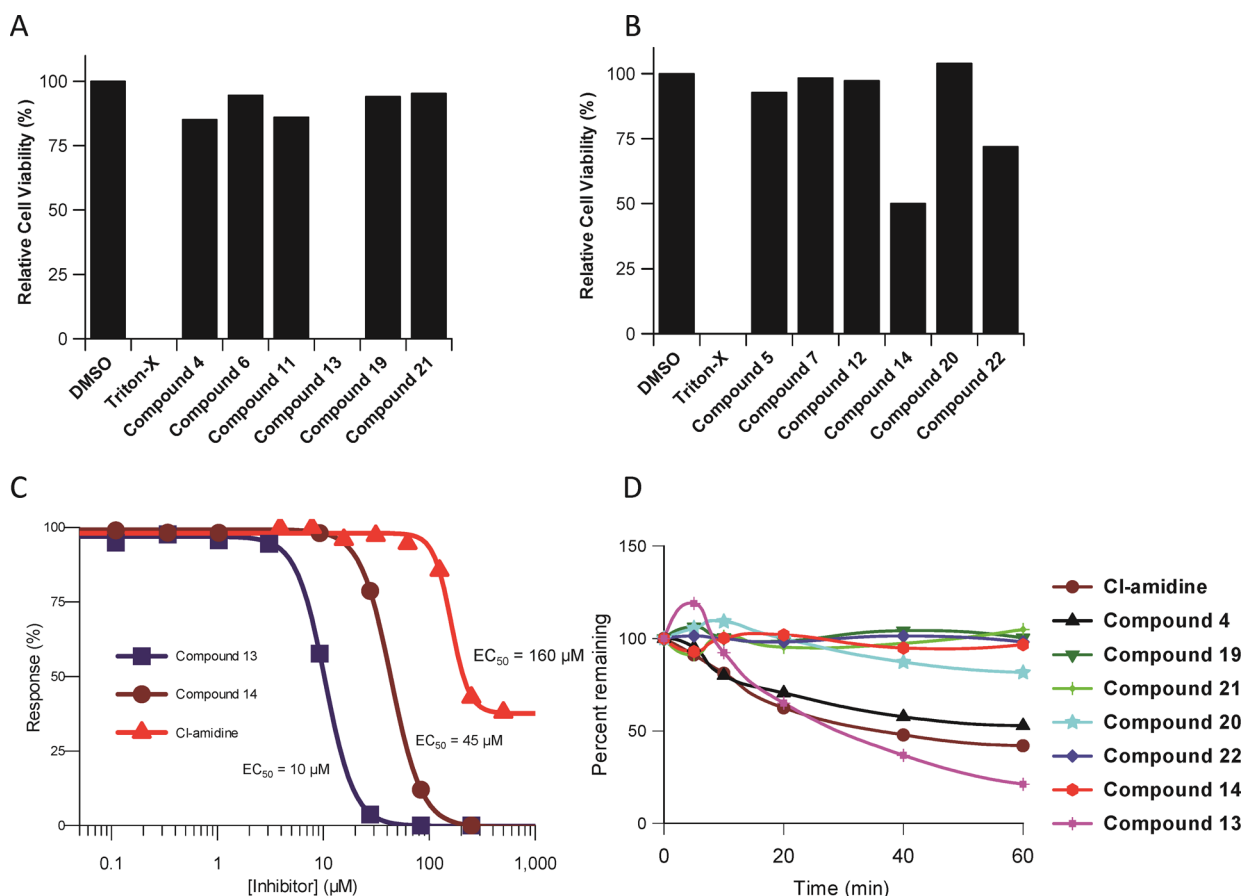 A
Relative Cell Viability (%)
100
75
50
25
0
DMSO
Triton-X
Compound 4
Compound 6
Compound 11
Compound 13
Compound 19
Compound 21
B
Relative Cell Viability (%)
100
75
50
25
0
DMSO
Triton-X
Compound 5
Compound 7
Compound 12
Compound 14
Compound 20
Compound 22
C
Response (%)
100
75
50
25
0
Compound 13
Compound 14
Cl-amidine
EC50 = 10 µM
EC50 = 45 µM
EC50 = 160 µM
0.1 1 10 100 1,000
[Inhibitor] (µM)
D
Percent remaining
150
100
50
0
0 20 40 60
Time (min)
Cl-amidine
Compound 4
Compound 19
Compound 21
Compound 20
Compound 22
Compound 14
Compound 13